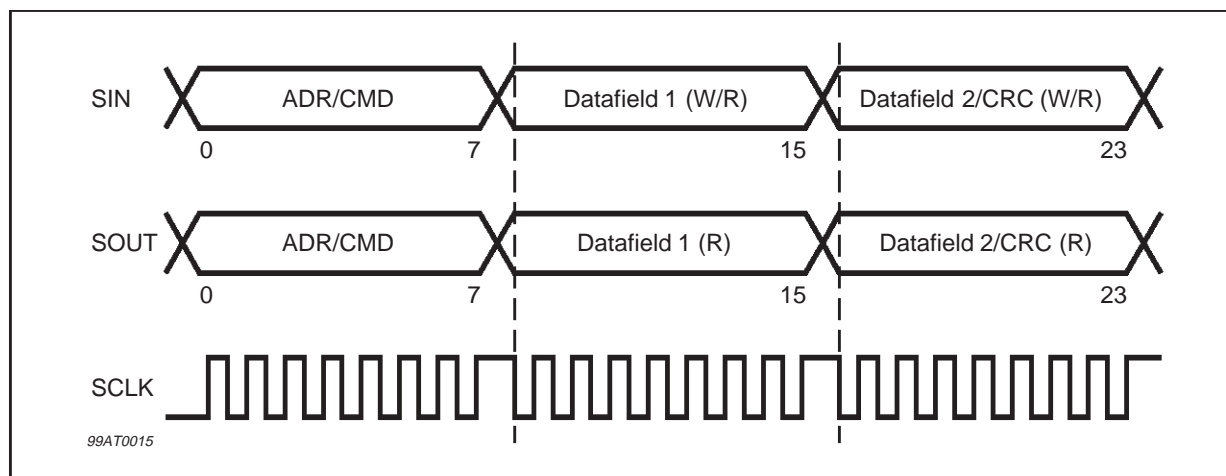 SIN ADR/CMD Datafield 1 (W/R) Datafield 2/CRC (W/R)
0 7 15 23
SOUT ADR/CMD Datafield 1 (R) Datafield 2/CRC (R)
0 7 15 23
SCLK
99AT0015